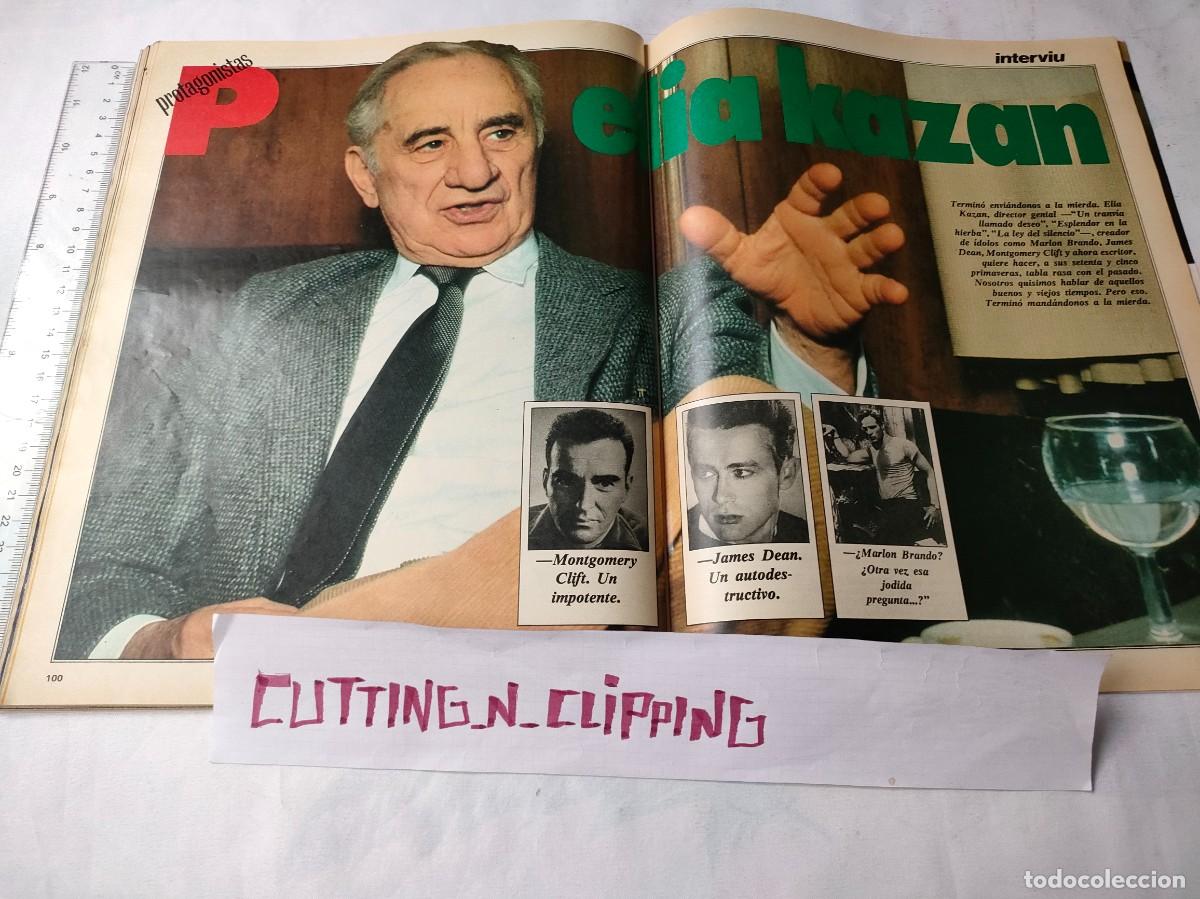 protagonistas
P
elia kazan
interviu
Terminó enviándonos a la mierda. Elia
Kazan, director genial —"Un tranvía
llamado deseo", "Esplendor en la
hierba", "La ley del silencio"—, creador
de ídolos como Marlon Brando, James
Dean, Montgomery Clift y ahora escritor,
quiere hacer, a sus setenta y cinco
primaveras, tabla rasa con el pasado.
Nosotros quisimos hablar de aquellos
buenos y viejos tiempos. Pero eso.
Terminó mandándonos a la mierda.
—Montgomery
Clift. Un
impotente.
—James Dean.
Un autodes-
tructivo.
—¿Marlon Brando?
¿Otra vez esa
jodida
pregunta...?"
100
CUTTING_N_CLIPPING
todocoleccion